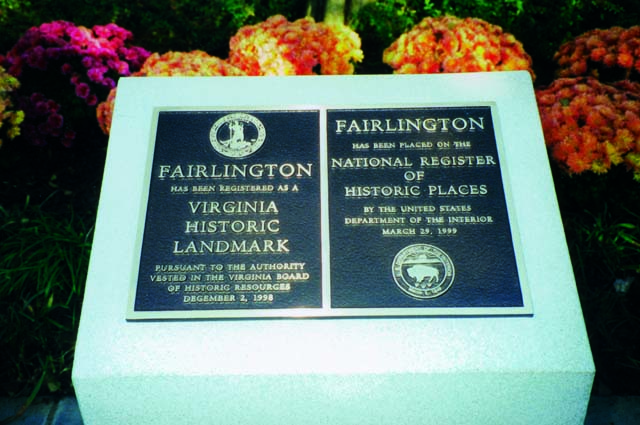 FAIRLINGTON
HAS BEEN REGISTERED AS A
VIRGINIA
HISTORIC
LANDMARK
PURSUANT TO THE AUTHORITY
VESTED IN THE VIRGINIA BOARD
OF HISTORIC RESOURCES
DECEMBER 2, 1998
FAIRLINGTON
HAS BEEN PLACED ON THE
NATIONAL REGISTER
OF
HISTORIC PLACES
BY THE UNITED STATES
DEPARTMENT OF THE INTERIOR
MARCH 29, 1999